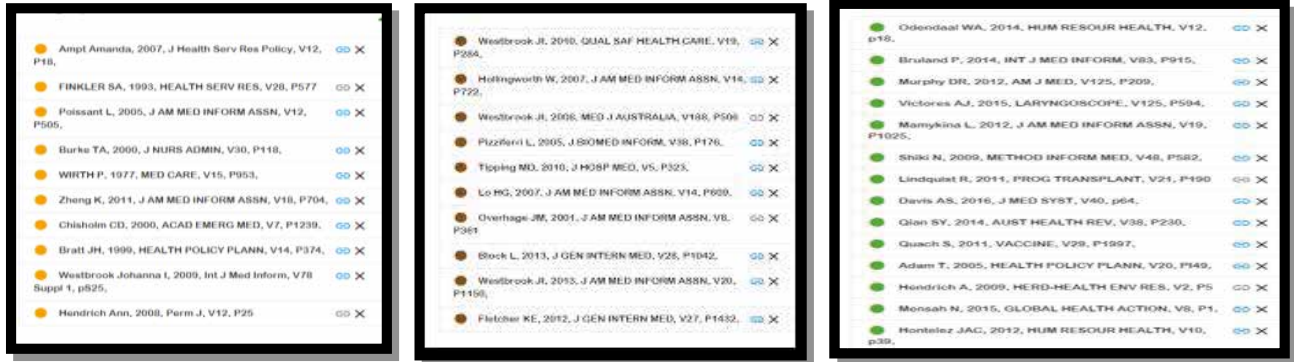 Ampt Amanda, 2007, J Health Serv Res Policy, V12,
P18,
FINKLER SA, 1993, HEALTH SERV RES, V28, P577
Poissant L, 2005, J AM MED INFORM ASSN, V12,
P505,
Burke TA, 2000, J NURS ADMIN, V30, P118,
WIRTH P, 1977, MED CARE, V15, P953,
Zheng K, 2011, J AM MED INFORM ASSN, V18, P704,
Chisholm CD, 2000, ACAD EMERG MED, V7, P1239,
Bratt JH, 1999, HEALTH POLICY PLANN, V14, P374,
Westbrook Johanna I, 2009, Int J Med Inform, V78
Suppl 1, pS25,
Hendrich Ann, 2008, Perm J, V12, P25
Westbrook JI, 2010, QUAL SAF HEALTH CARE, V19,
P284,
Hollingworth W, 2007, J AM MED INFORM ASSN, V14,
P722,
Westbrook JI, 2008, MED J AUSTRALIA, V188, P506
Pizziferri L, 2005, J BIOMED INFORM, V38, P176,
Tipping MD, 2010, J HOSP MED, V5, P323,
Lo HG, 2007, J AM MED INFORM ASSN, V14, P609,
Overhage JM, 2001, J AM MED INFORM ASSN, V8,
P361
Block L, 2013, J GEN INTERN MED, V28, P1042,
Westbrook JI, 2013, J AM MED INFORM ASSN, V20,
P1150,
Fletcher KE, 2012, J GEN INTERN MED, V27, P1432,
Odendaal WA, 2014, HUM RESOUR HEALTH, V12,
p18,
Bruland P, 2014, INT J MED INFORM, V83, P915,
Murphy DR, 2012, AM J MED, V125, P209,
Victores AJ, 2015, LARYNGOSCOPE, V125, P594,
Mamykina L, 2012, J AM MED INFORM ASSN, V19,
P1025,
Shiki N, 2009, METHOD INFORM MED, V48, P582,
Lindquist R, 2011, PROG TRANSPLANT, V21, P190
Davis AS, 2016, J MED SYST, V40, p64,
Qian SY, 2014, AUST HEALTH REV, V38, P230,
Quach S, 2011, VACCINE, V29, P1997,
Adam T, 2005, HEALTH POLICY PLANN, V20, PI49,
Hendrich A, 2009, HERD-HEALTH ENV RES, V2, P5
Mensah N, 2015, GLOBAL HEALTH ACTION, V8, P1,
Hontelez JAC, 2012, HUM RESOUR HEALTH, V10,
p39,